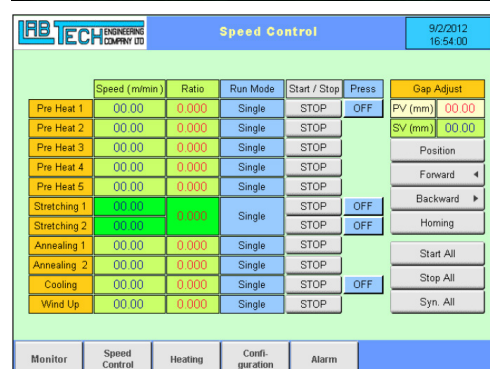 LAB TECH ENGINEERING COMPANY LTD
Speed Control
9/2/2012
16:54:00
Speed (m/min) Ratio Run Mode Start / Stop Press Gap Adjust
Pre Heat 1 00.00 0.000 Single STOP OFF PV (mm) 00.00
Pre Heat 2 00.00 0.000 Single STOP SV (mm) 00.00
Pre Heat 3 00.00 0.000 Single STOP Position
Pre Heat 4 00.00 0.000 Single STOP Forward
Pre Heat 5 00.00 0.000 Single STOP Backward
Stretching 1 00.00 0.000 Single STOP OFF
Stretching 2 00.00 STOP OFF Homing
Annealing 1 00.00 0.000 Single STOP Start All
Annealing 2 00.00 0.000 Single STOP
Cooling 00.00 0.000 Single STOP OFF Stop All
Wind Up 00.00 0.000 Single STOP Syn. All
Monitor Speed Control Heating Confi-guration Alarm